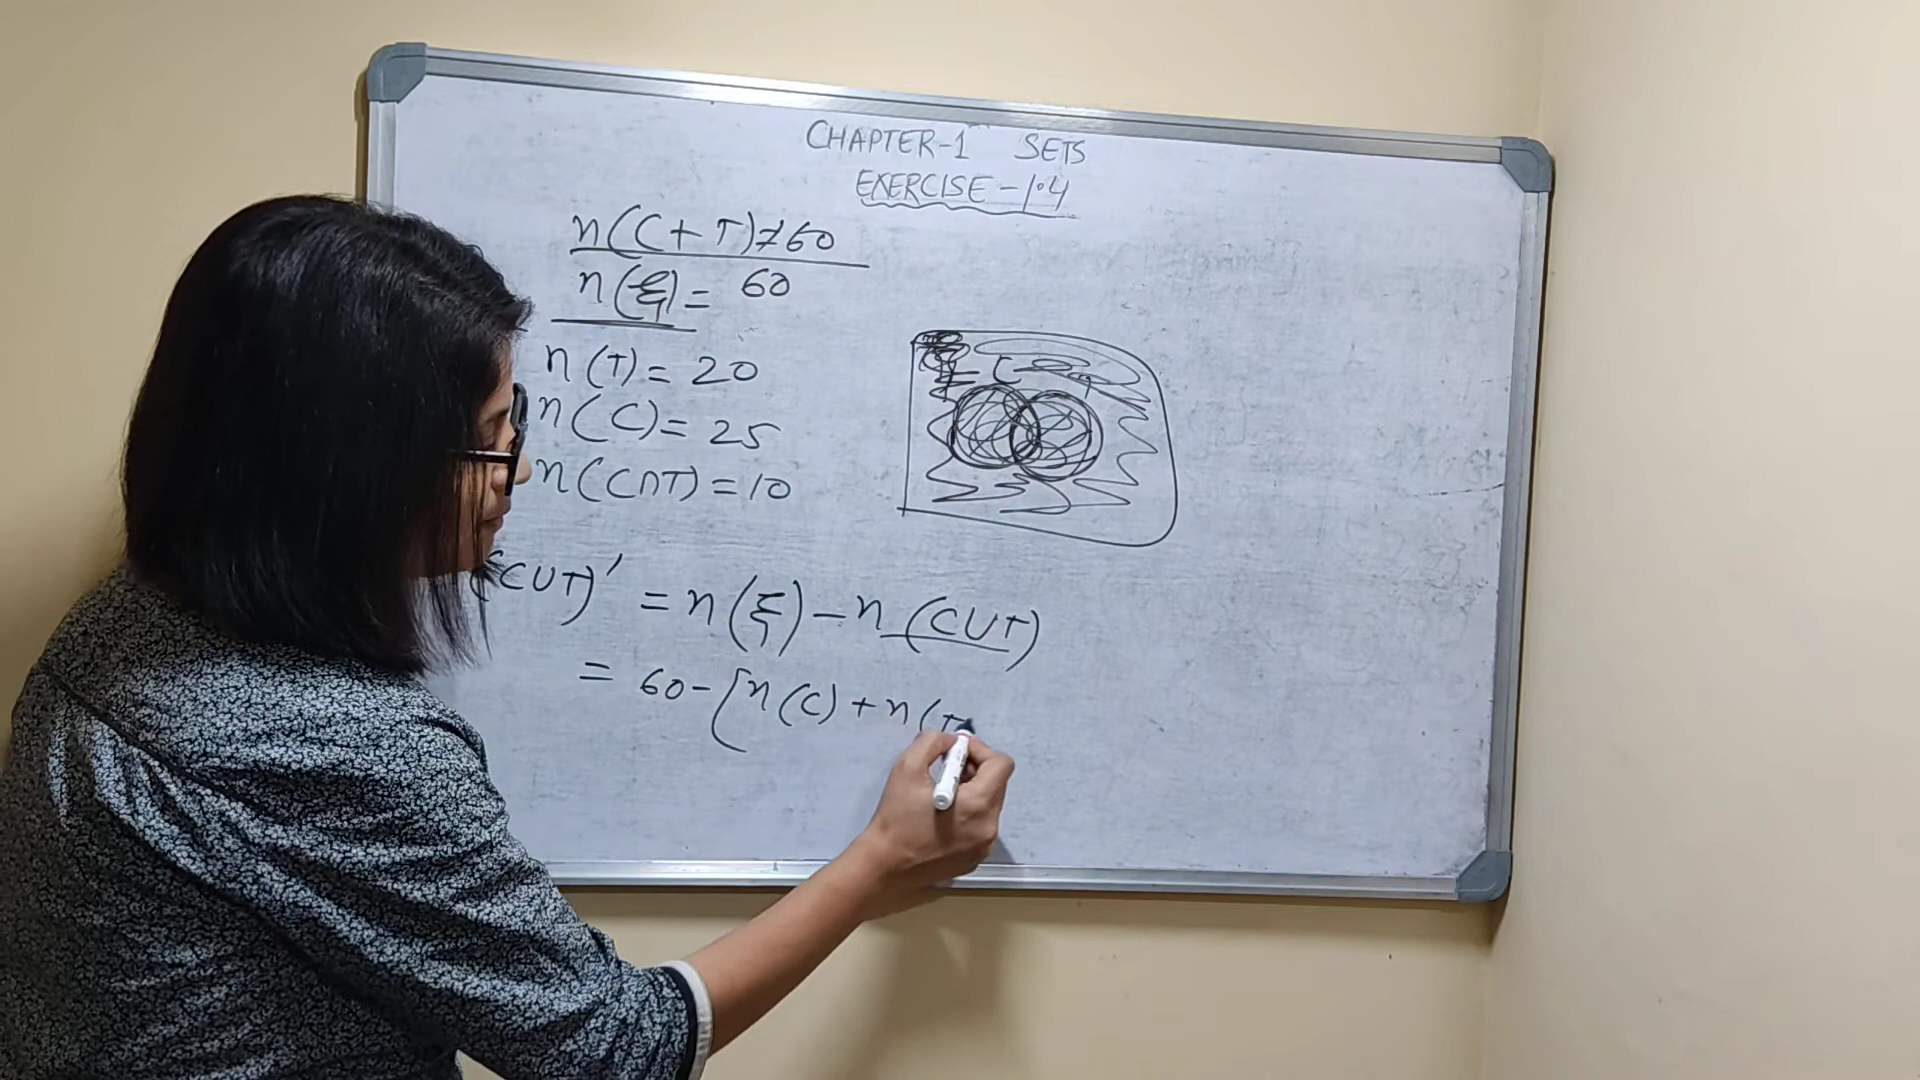 CHAPTER-1 SETS
EXERCISE-1.4
n(C+T)≠60
n(ξ)= 60
n(T)= 20
n(C)= 25
n(C∩T)=10
C
T
(CUT)' = n(ξ)-n(CUT)
= 60-[n(C)+n(T